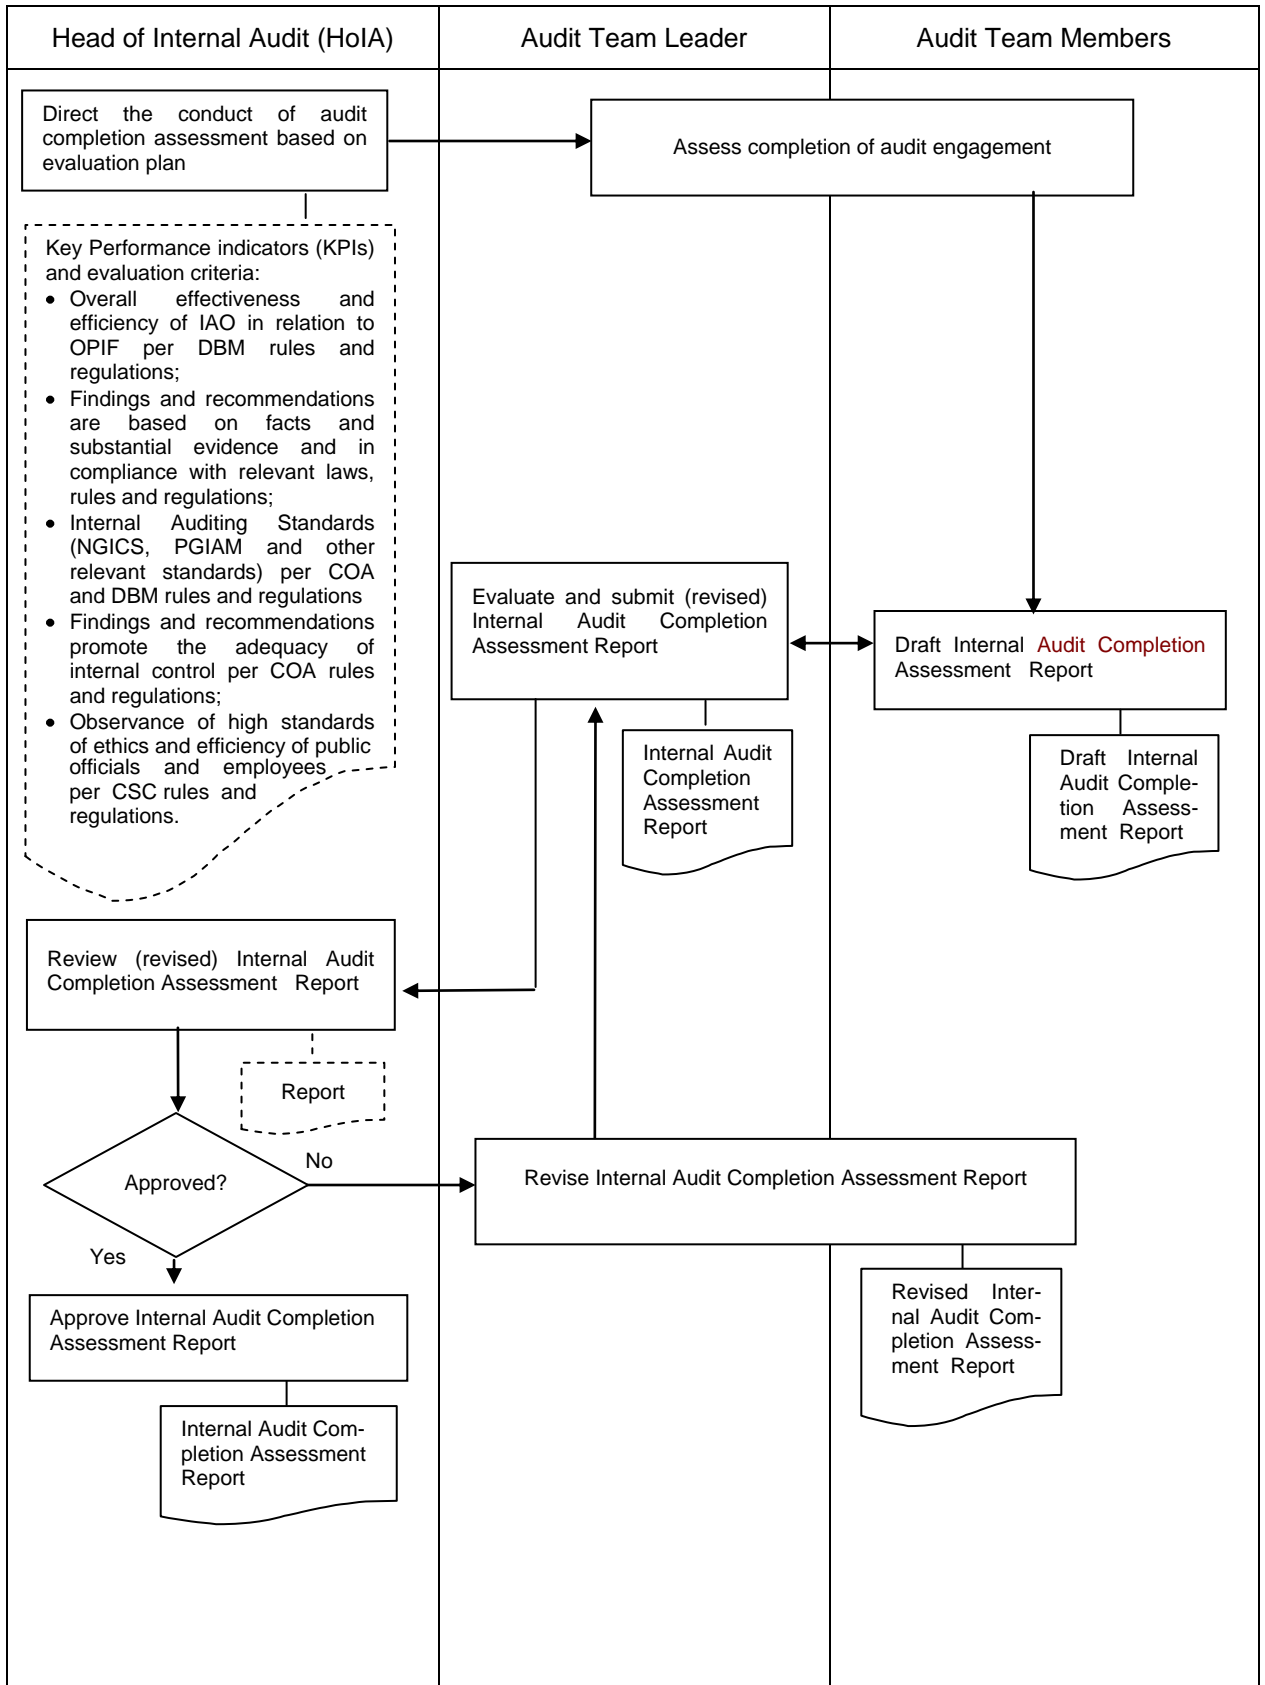 Head of Internal Audit (HoIA)
Audit Team Leader
Audit Team Members
Direct the conduct of audit
completion assessment based on
evaluation plan
Assess completion of audit engagement
Key Performance indicators (KPIs)
and evaluation criteria:
• Overall effectiveness and
efficiency of IAO in relation to
OPIF per DBM rules and
regulations;
• Findings and recommendations
are based on facts and
substantial evidence and in
compliance with relevant laws,
rules and regulations;
• Internal Auditing Standards
(NGICS, PGIAM and other
relevant standards) per COA
and DBM rules and regulations
• Findings and recommendations
promote the adequacy of
internal control per COA rules
and regulations;
• Observance of high standards
of ethics and efficiency of public
officials and employees
per CSC rules and
regulations.
Evaluate and submit (revised)
Internal Audit Completion
Assessment Report
Draft Internal Audit Completion
Assessment Report
Internal Audit
Completion
Assessment
Report
Draft Internal
Audit Comple-
tion Assess-
ment Report
Review (revised) Internal Audit
Completion Assessment Report
Report
Approved?
No
Yes
Revise Internal Audit Completion Assessment Report
Revised Inter-
nal Audit Com-
pletion Assess-
ment Report
Approve Internal Audit Completion
Assessment Report
Internal Audit Com-
pletion Assessment
Report